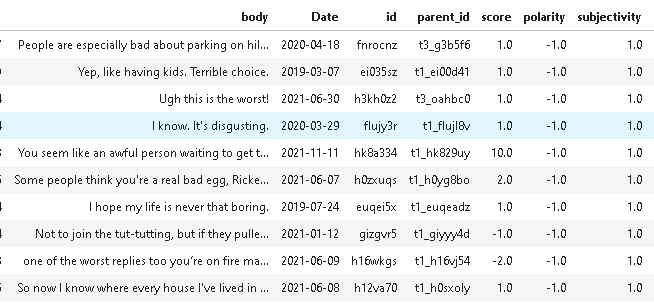 body Date id parent_id score polarity subjectivity
People are especially bad about parking on hil... 2020-04-18 fnrocnz t3_g3b5f6 1.0 -1.0 1.0
Yep, like having kids. Terrible choice. 2019-03-07 ei035sz t1_ei00d41 1.0 -1.0 1.0
Ugh this is the worst! 2021-06-30 h3kh0z2 t3_oahbc0 1.0 -1.0 1.0
I know. It's disgusting. 2020-03-29 flujy3r t1_flujl8v 1.0 -1.0 1.0
You seem like an awful person waiting to get t... 2021-11-11 hk8a334 t1_hk829uy 10.0 -1.0 1.0
Some people think you're a real bad egg, Ricke... 2021-06-07 h0zxuqs t1_h0yg8bo 2.0 -1.0 1.0
I hope my life is never that boring. 2019-07-24 euqei5x t1_euqeadz 1.0 -1.0 1.0
Not to join the tut-tutting, but if they pulle... 2021-01-12 gizgvr5 t1_giyyy4d -1.0 -1.0 1.0
one of the worst replies too you're on fire ma... 2021-06-09 h16wkgs t1_h16vj54 -2.0 -1.0 1.0
So now I know where every house I've lived in ... 2021-06-08 h12va70 t1_h0sxoly 1.0 -1.0 1.0